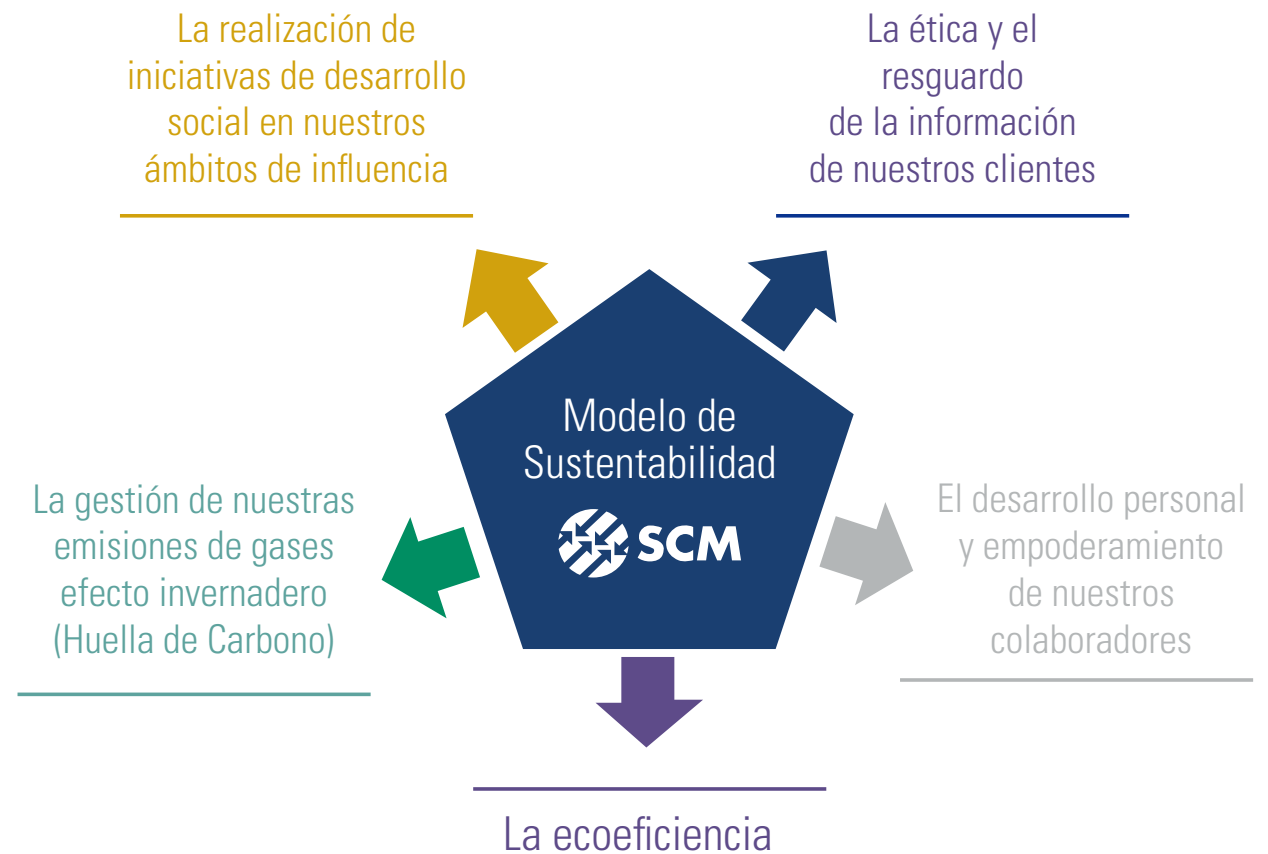 La realización de
iniciativas de desarrollo
social en nuestros
ámbitos de influencia
La ética y el
resguardo
de la información
de nuestros clientes
Modelo de
Sustentabilidad
SCM
La gestión de nuestras
emisiones de gases
efecto invernadero
(Huella de Carbono)
El desarrollo personal
y empoderamiento
de nuestros
colaboradores
La ecoeficiencia